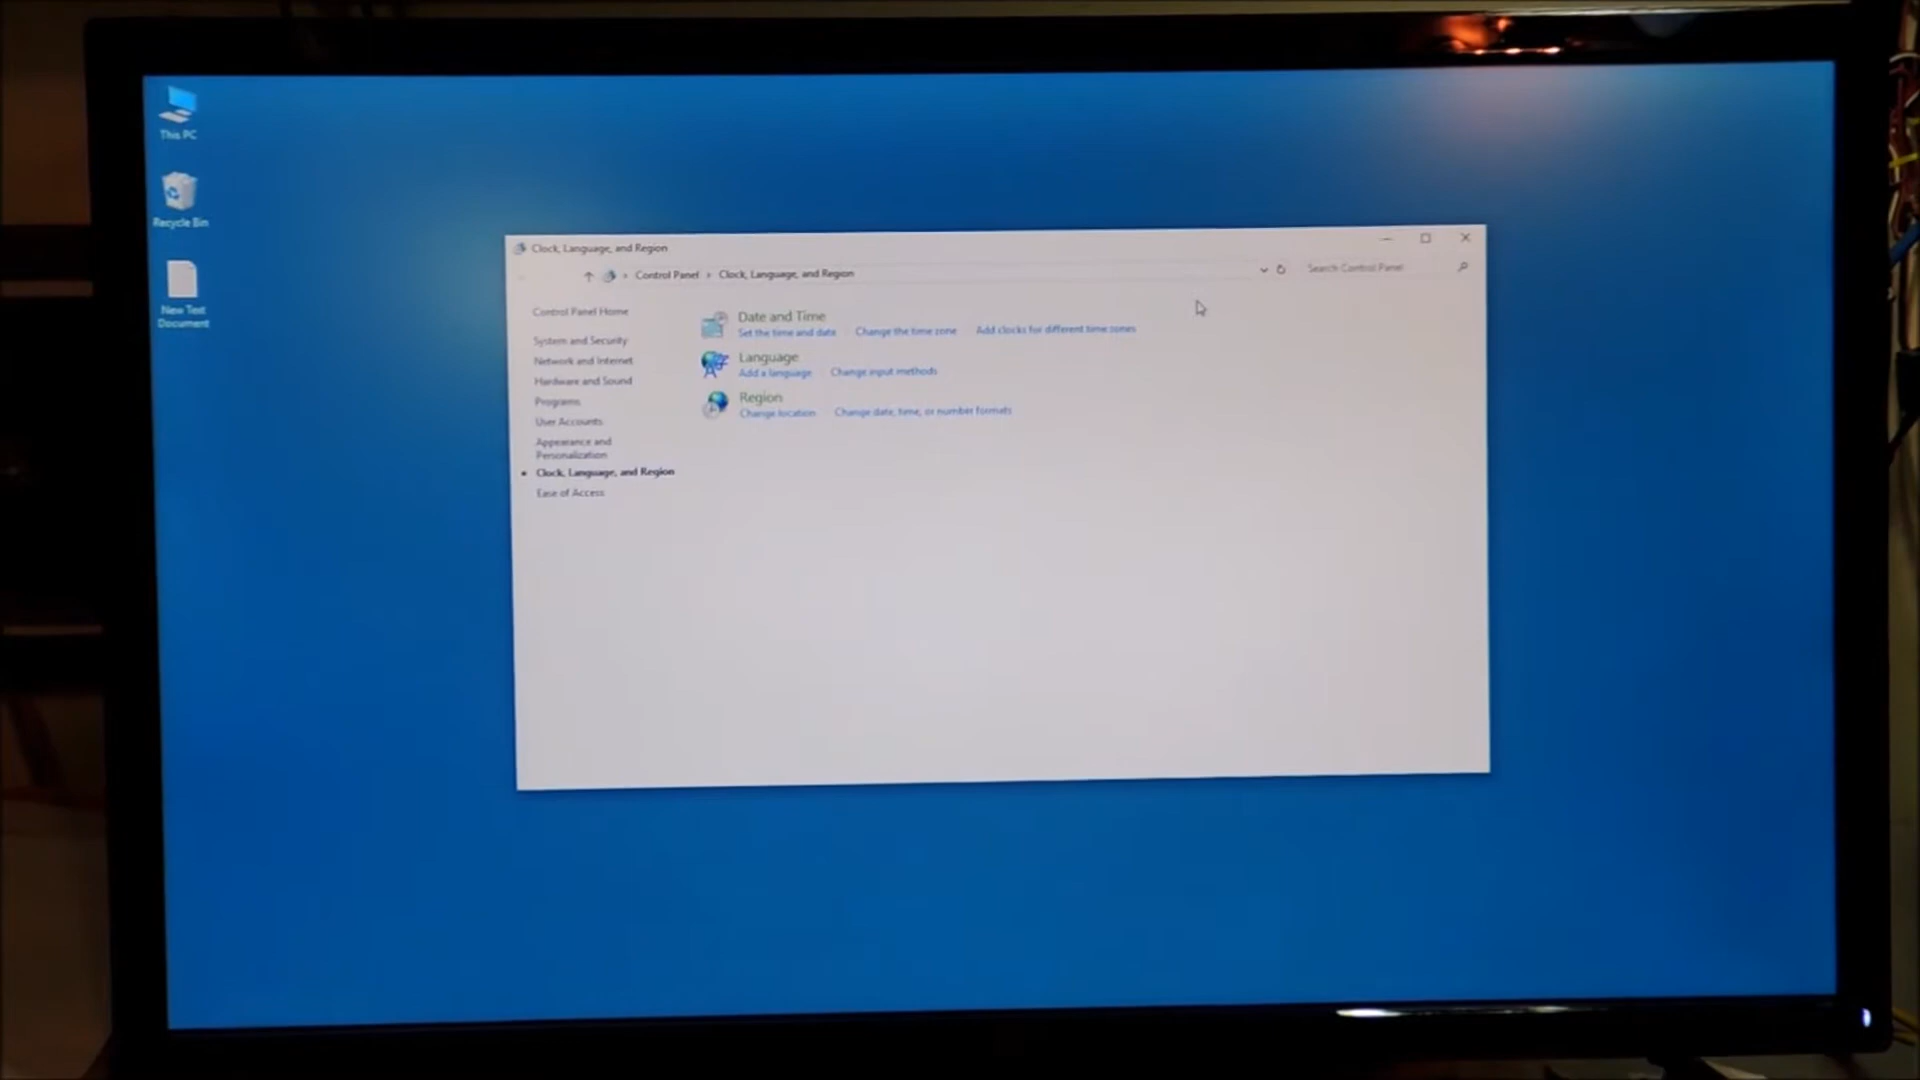 This PC
Recycle Bin
New Text
Document
Clock, Language, and Region
Control Panel > Clock, Language, and Region
Search Control Panel
Control Panel Home
System and Security
Network and Internet
Hardware and Sound
Programs
User Accounts
Appearance and
Personalization
Clock, Language, and Region
Ease of Access
Date and Time
Set the time and date Change the time zone Add clocks for different time zones
Language
Add a language Change input methods
Region
Change location Change date, time, or number formats